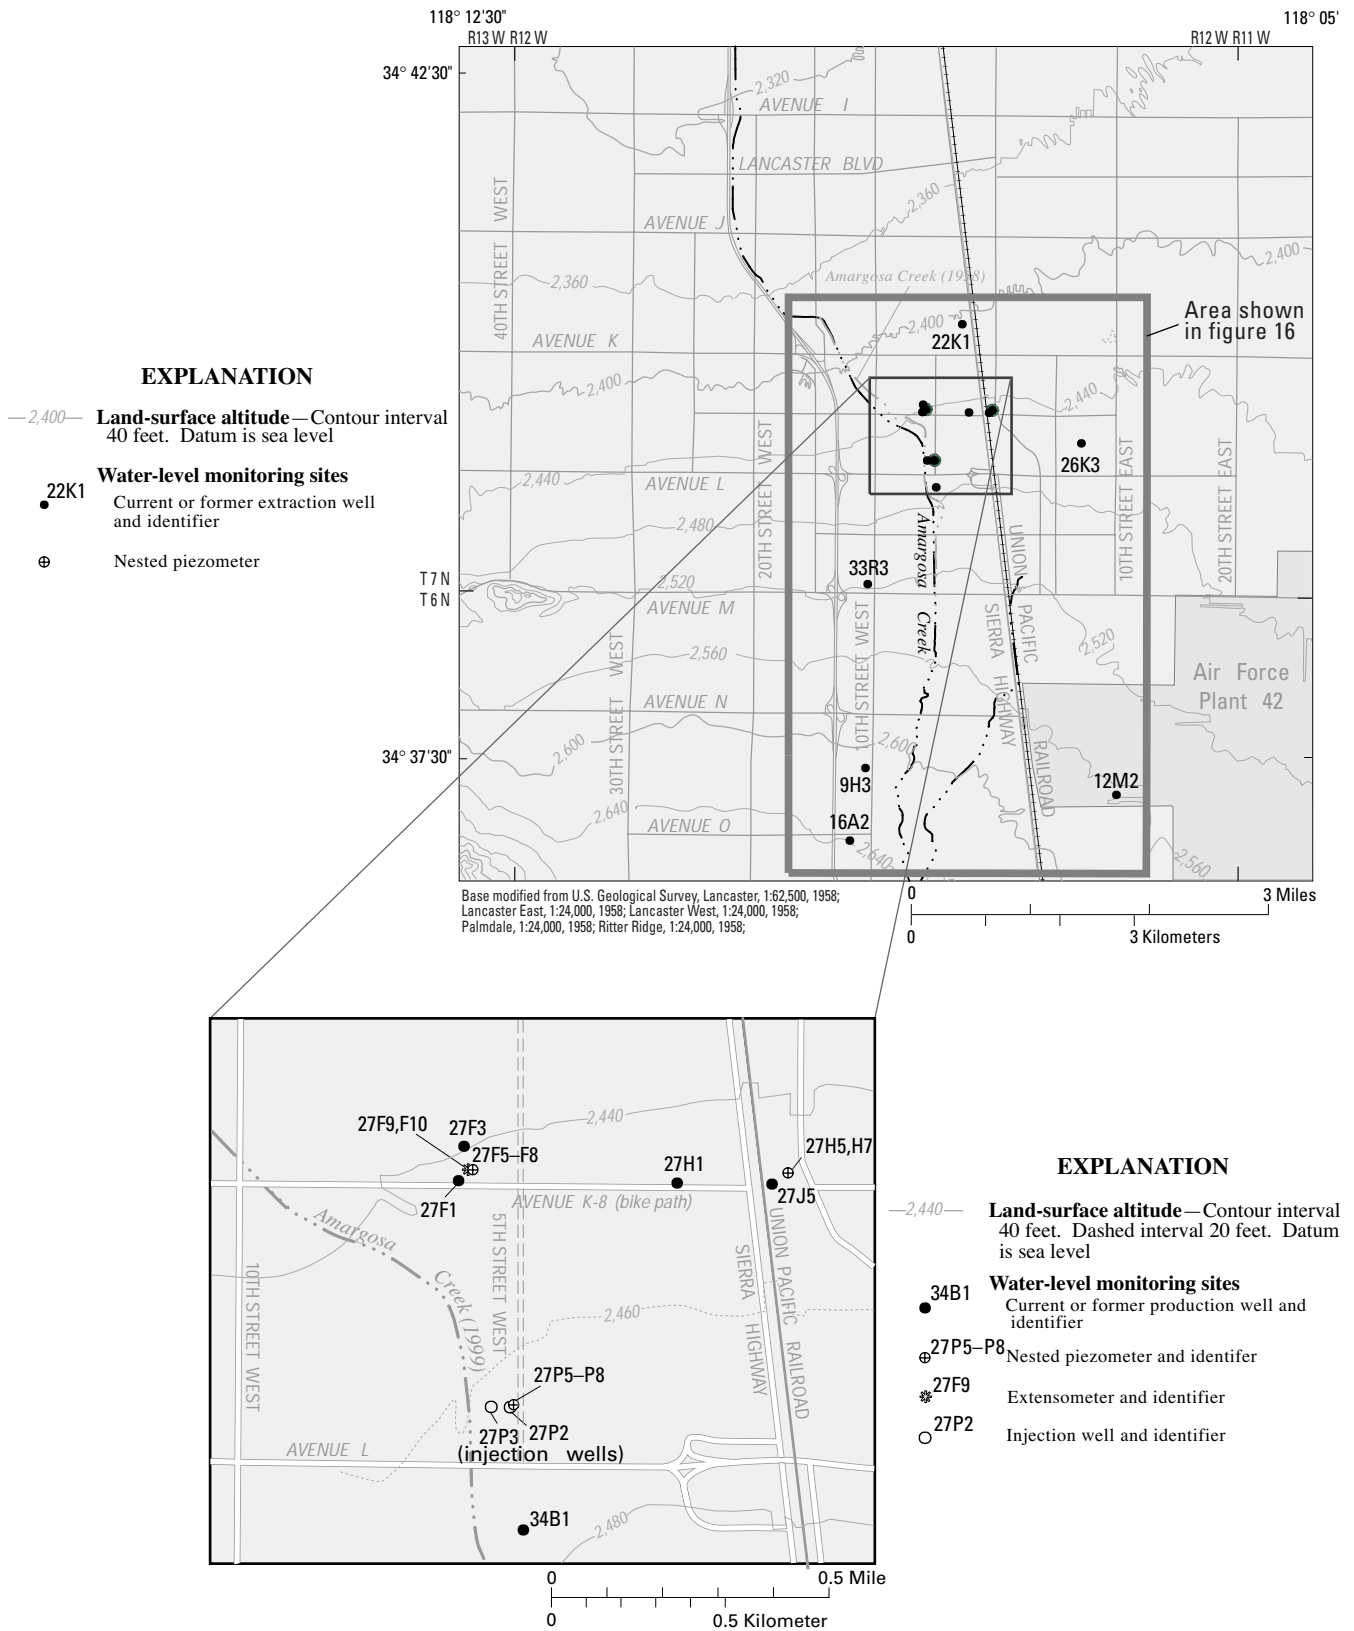 118° 12'30"
118° 05'
R13 W R12 W
R12 W R11 W
34° 42'30"
2,320
AVENUE I
LANCASTER BLVD
40TH STREET WEST
2,360
AVENUE J
2,400
2,360
Amargosa Creek (1958)
Area shown
in figure 16
2,400
22K1
AVENUE K
EXPLANATION
2,400
Land-surface altitude—Contour interval
40 feet. Datum is sea level
Water-level monitoring sites
22K1
Current or former extraction well
and identifier
Nested piezometer
2,400
2,440
20TH STREET WEST
26K3
10TH STREET EAST
20TH STREET EAST
2,440
AVENUE L
2,480
Amargosa Creek
UNION PACIFIC RAILROAD
33R3
T 7 N
T 6 N
2,520
AVENUE M
SIERRA HIGHWAY
2,520
30TH STREET WEST
10TH STREET WEST
2,560
Air Force
Plant 42
AVENUE N
2,600
2,600
34° 37'30"
9H3
12M2
2,640
AVENUE O
16A2
2,640
2,560
Base modified from U.S. Geological Survey, Lancaster, 1:62,500, 1958;
Lancaster East, 1:24,000, 1958; Lancaster West, 1:24,000, 1958;
Palmdale, 1:24,000, 1958; Ritter Ridge, 1:24,000, 1958;
0
3 Miles
0
3 Kilometers
2,440
27F9,F10
27F3
27F5–F8
27H1
27H5,H7
27J5
27F1
AVENUE K-8 (bike path)
Amargosa
Creek (1999)
10TH STREET WEST
5TH STREET WEST
SIERRA HIGHWAY
UNION PACIFIC RAILROAD
2,460
27P5–P8
27P3
27P2
(injection wells)
AVENUE L
34B1
2,480
0
0.5 Mile
0
0.5 Kilometer
EXPLANATION
2,440
Land-surface altitude—Contour interval
40 feet. Dashed interval 20 feet. Datum
is sea level
Water-level monitoring sites
34B1
Current or former production well and
identifier
27P5–P8
Nested piezometer and identifer
27F9
Extensometer and identifier
27P2
Injection well and identifier